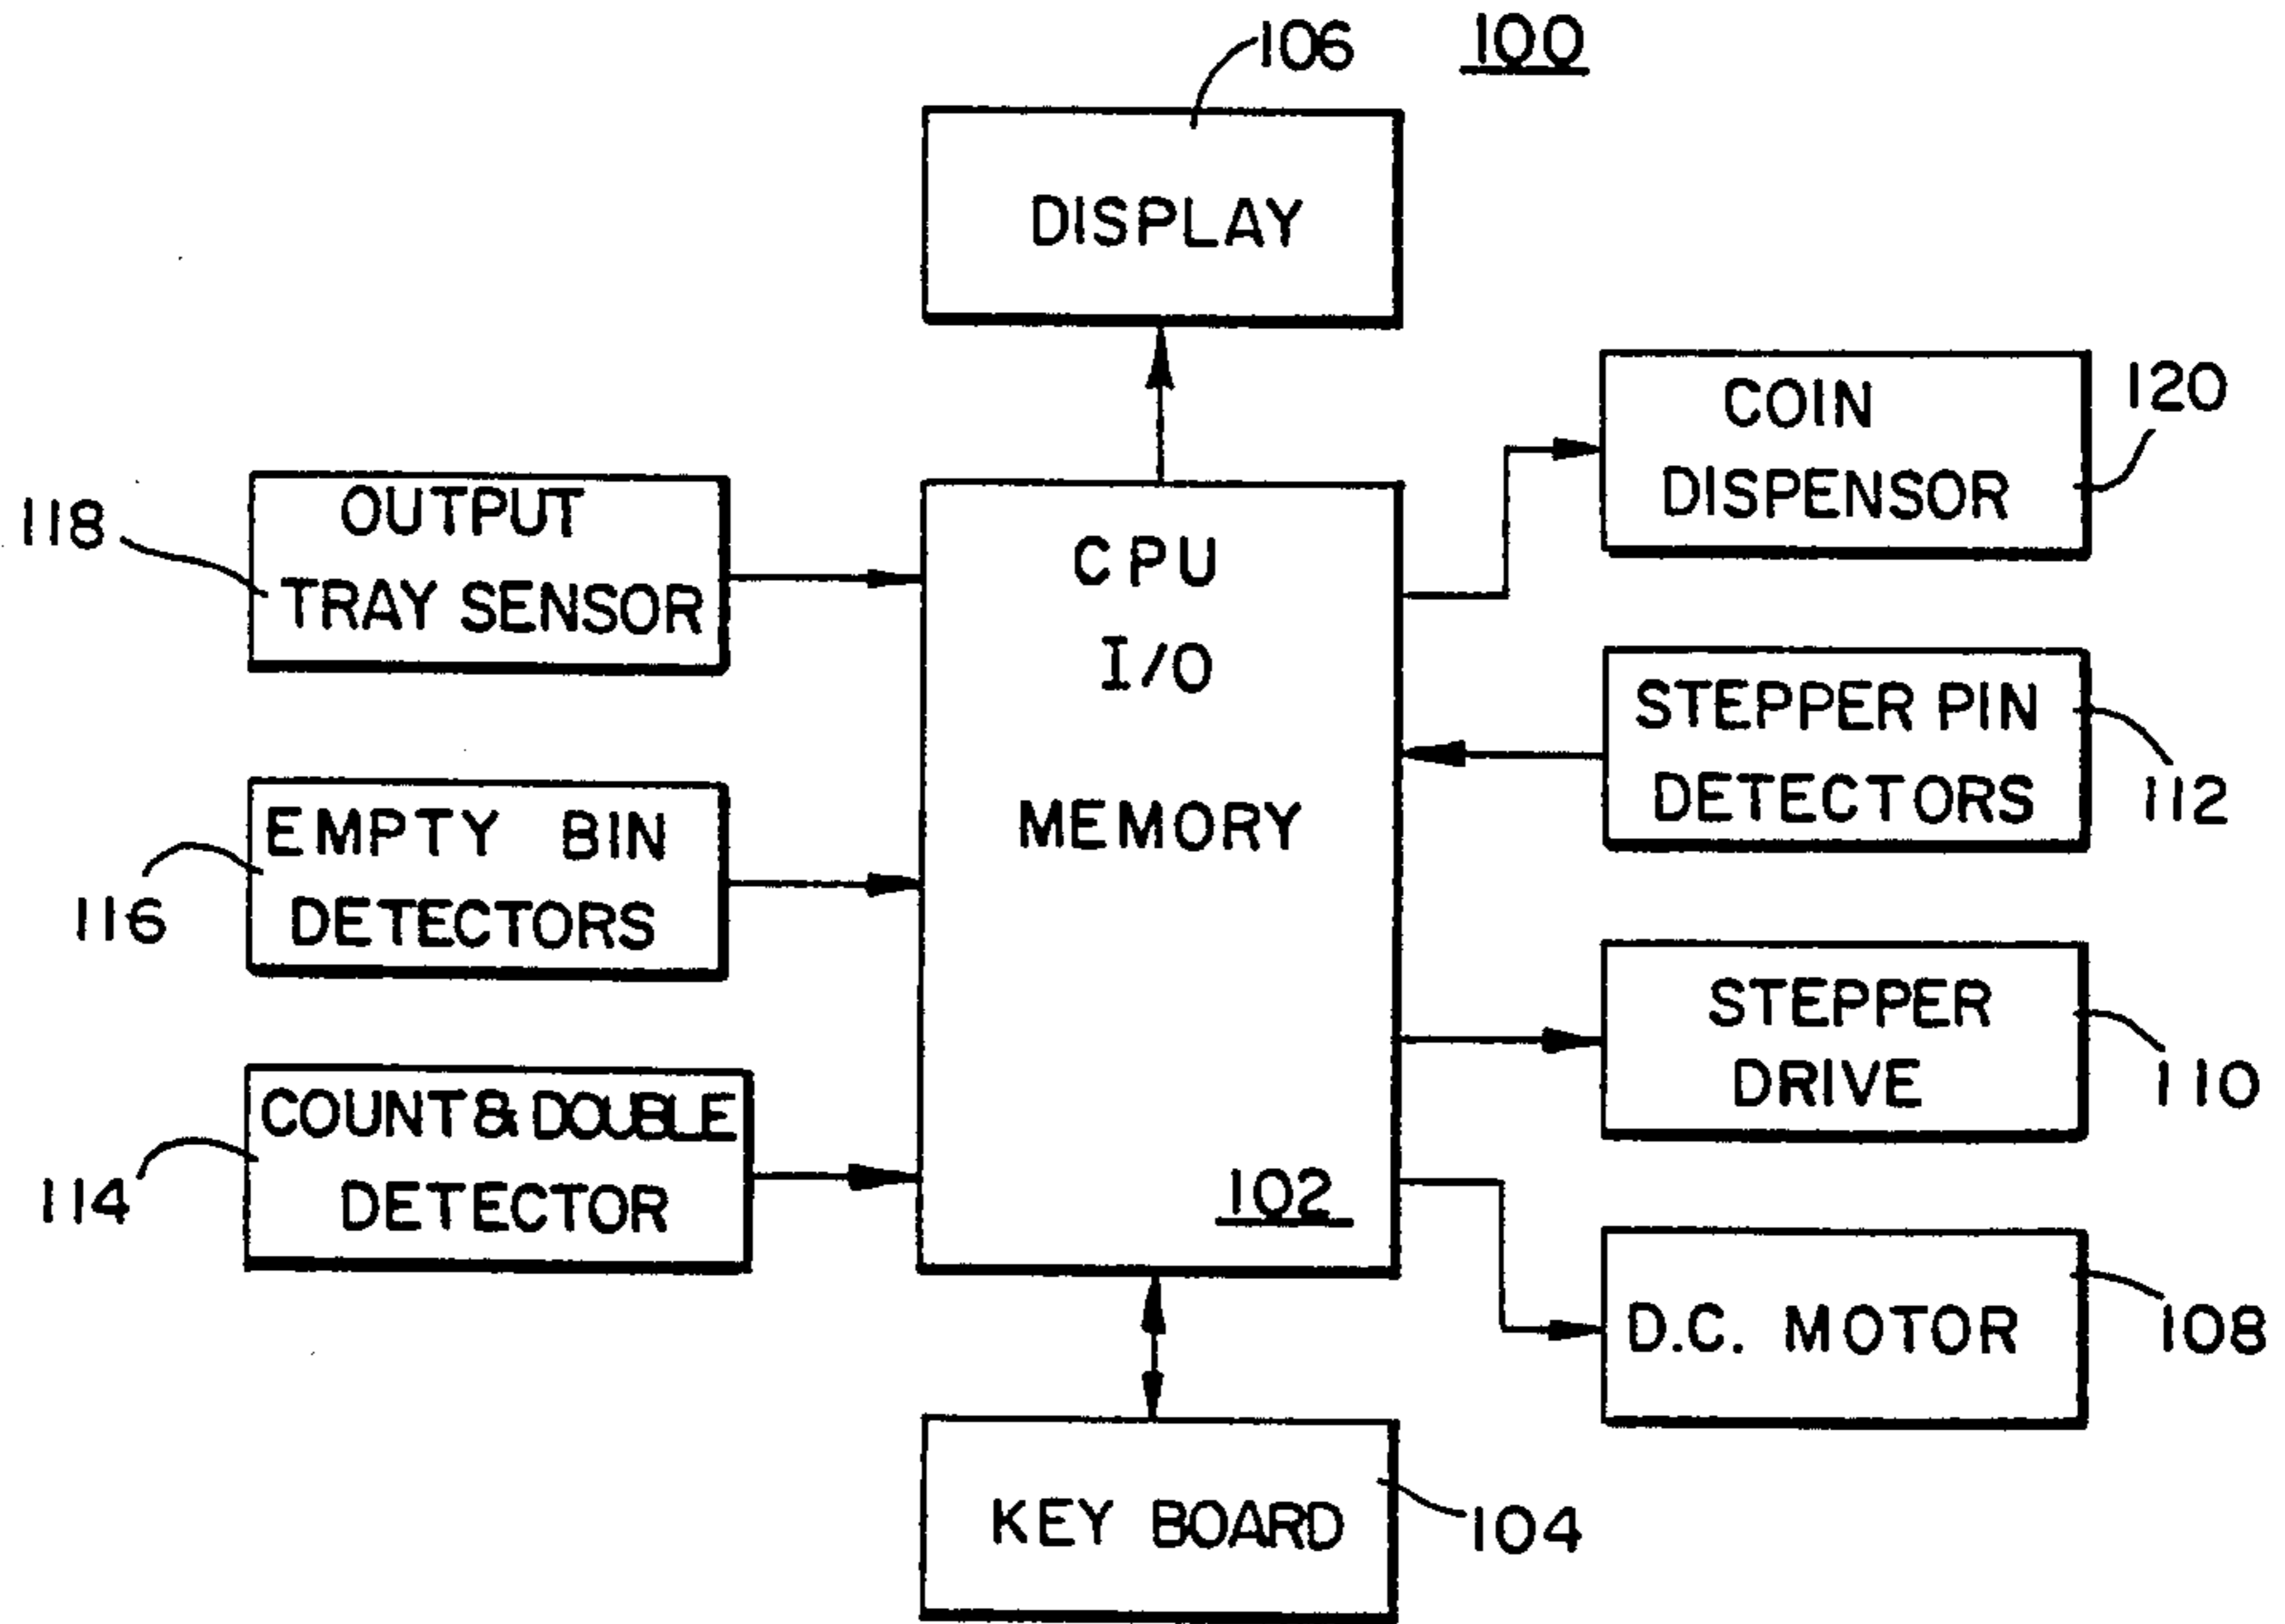 106
100
DISPLAY
COIN
DISPENSOR
120
OUTPUT
TRAY SENSOR
118
CPU
I/O
MEMORY
102
STEPPER PIN
DETECTORS
112
EMPTY BIN
DETECTORS
116
STEPPER
DRIVE
110
COUNT & DOUBLE
DETECTOR
114
D.C. MOTOR
108
KEY BOARD
104